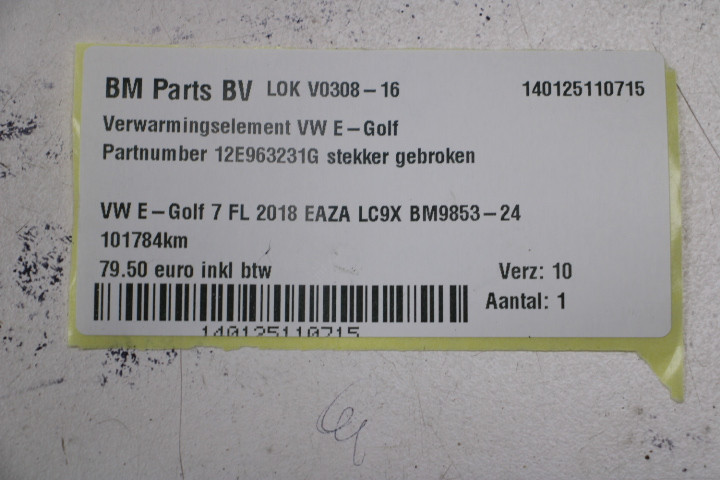 BM Parts BV LOK V0308-16 140125110715
Verwarmingselement VW E-Golf
Partnumber 12E963231G stekker gebroken
VW E-Golf 7 FL 2018 EAZA LC9X BM9853-24
101784km
79.50 euro inkl btw Verz: 10
Aantal: 1
140125110715